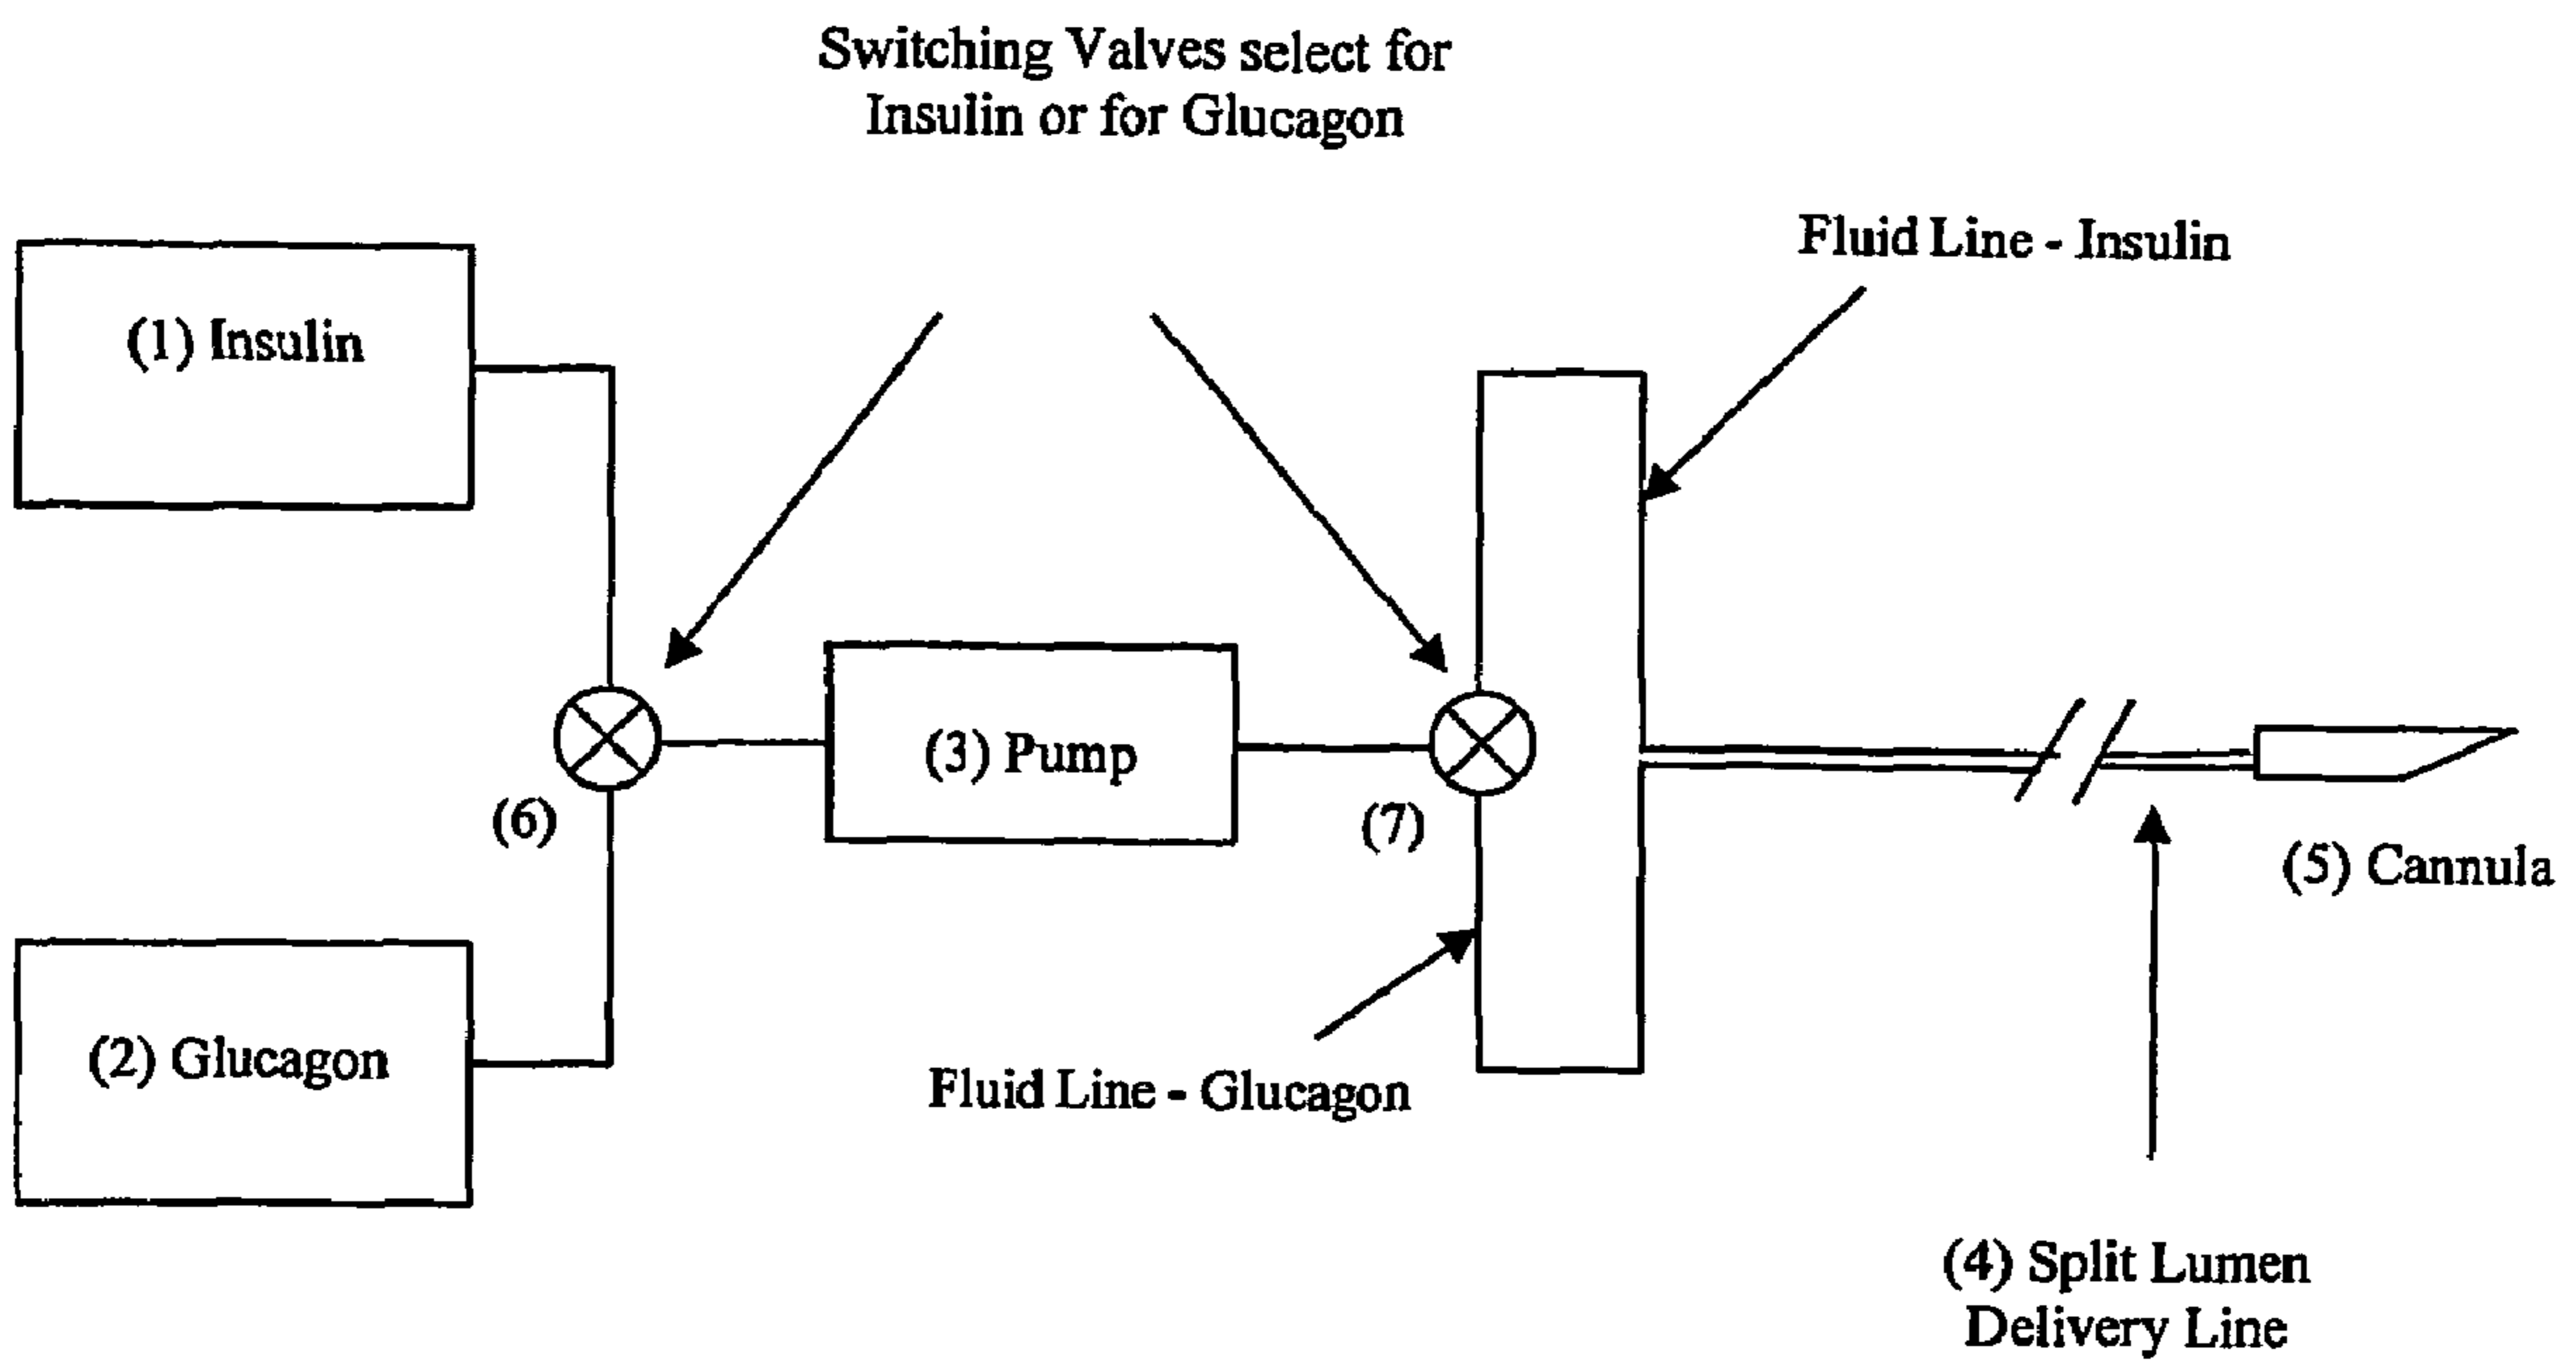 Switching Valves select for
Insulin or for Glucagon
Fluid Line - Insulin
(1) Insulin
(3) Pump
(6)
(7)
(5) Cannula
(2) Glucagon
Fluid Line - Glucagon
(4) Split Lumen
Delivery Line